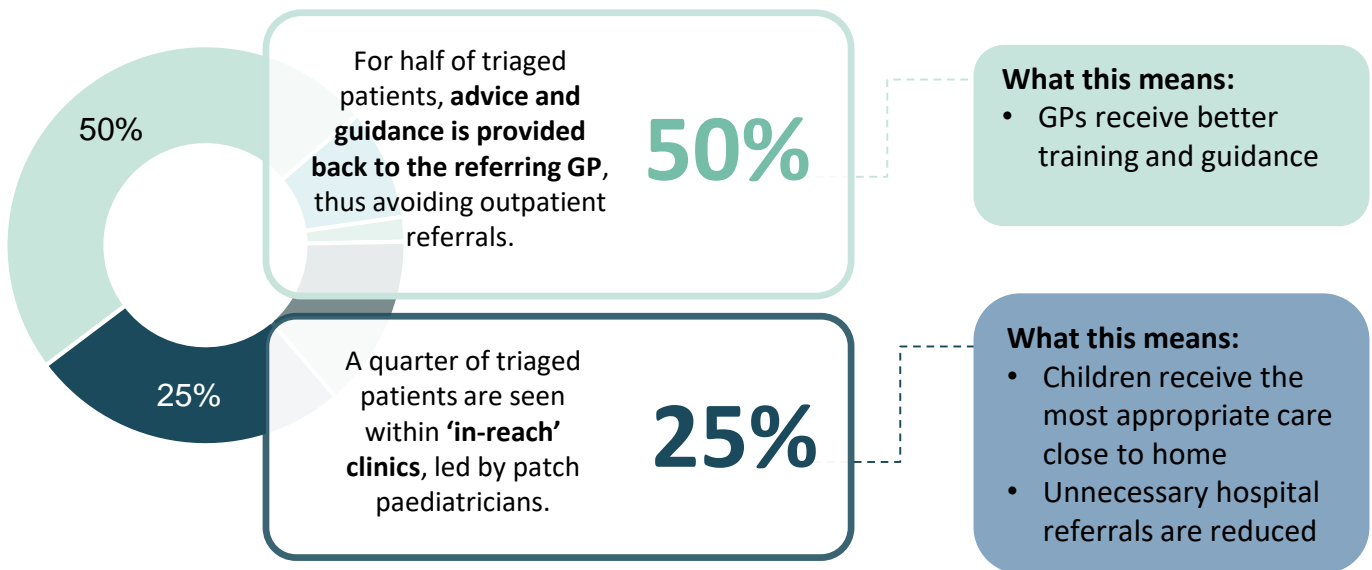 50%
25%
For half of triaged
patients, advice and
guidance is provided
back to the referring GP,
thus avoiding outpatient
referrals.
50%
What this means:
• GPs receive better
training and guidance
A quarter of triaged
patients are seen
within ‘in-reach’
clinics, led by patch
paediatricians.
25%
What this means:
• Children receive the
most appropriate care
close to home
• Unnecessary hospital
referrals are reduced